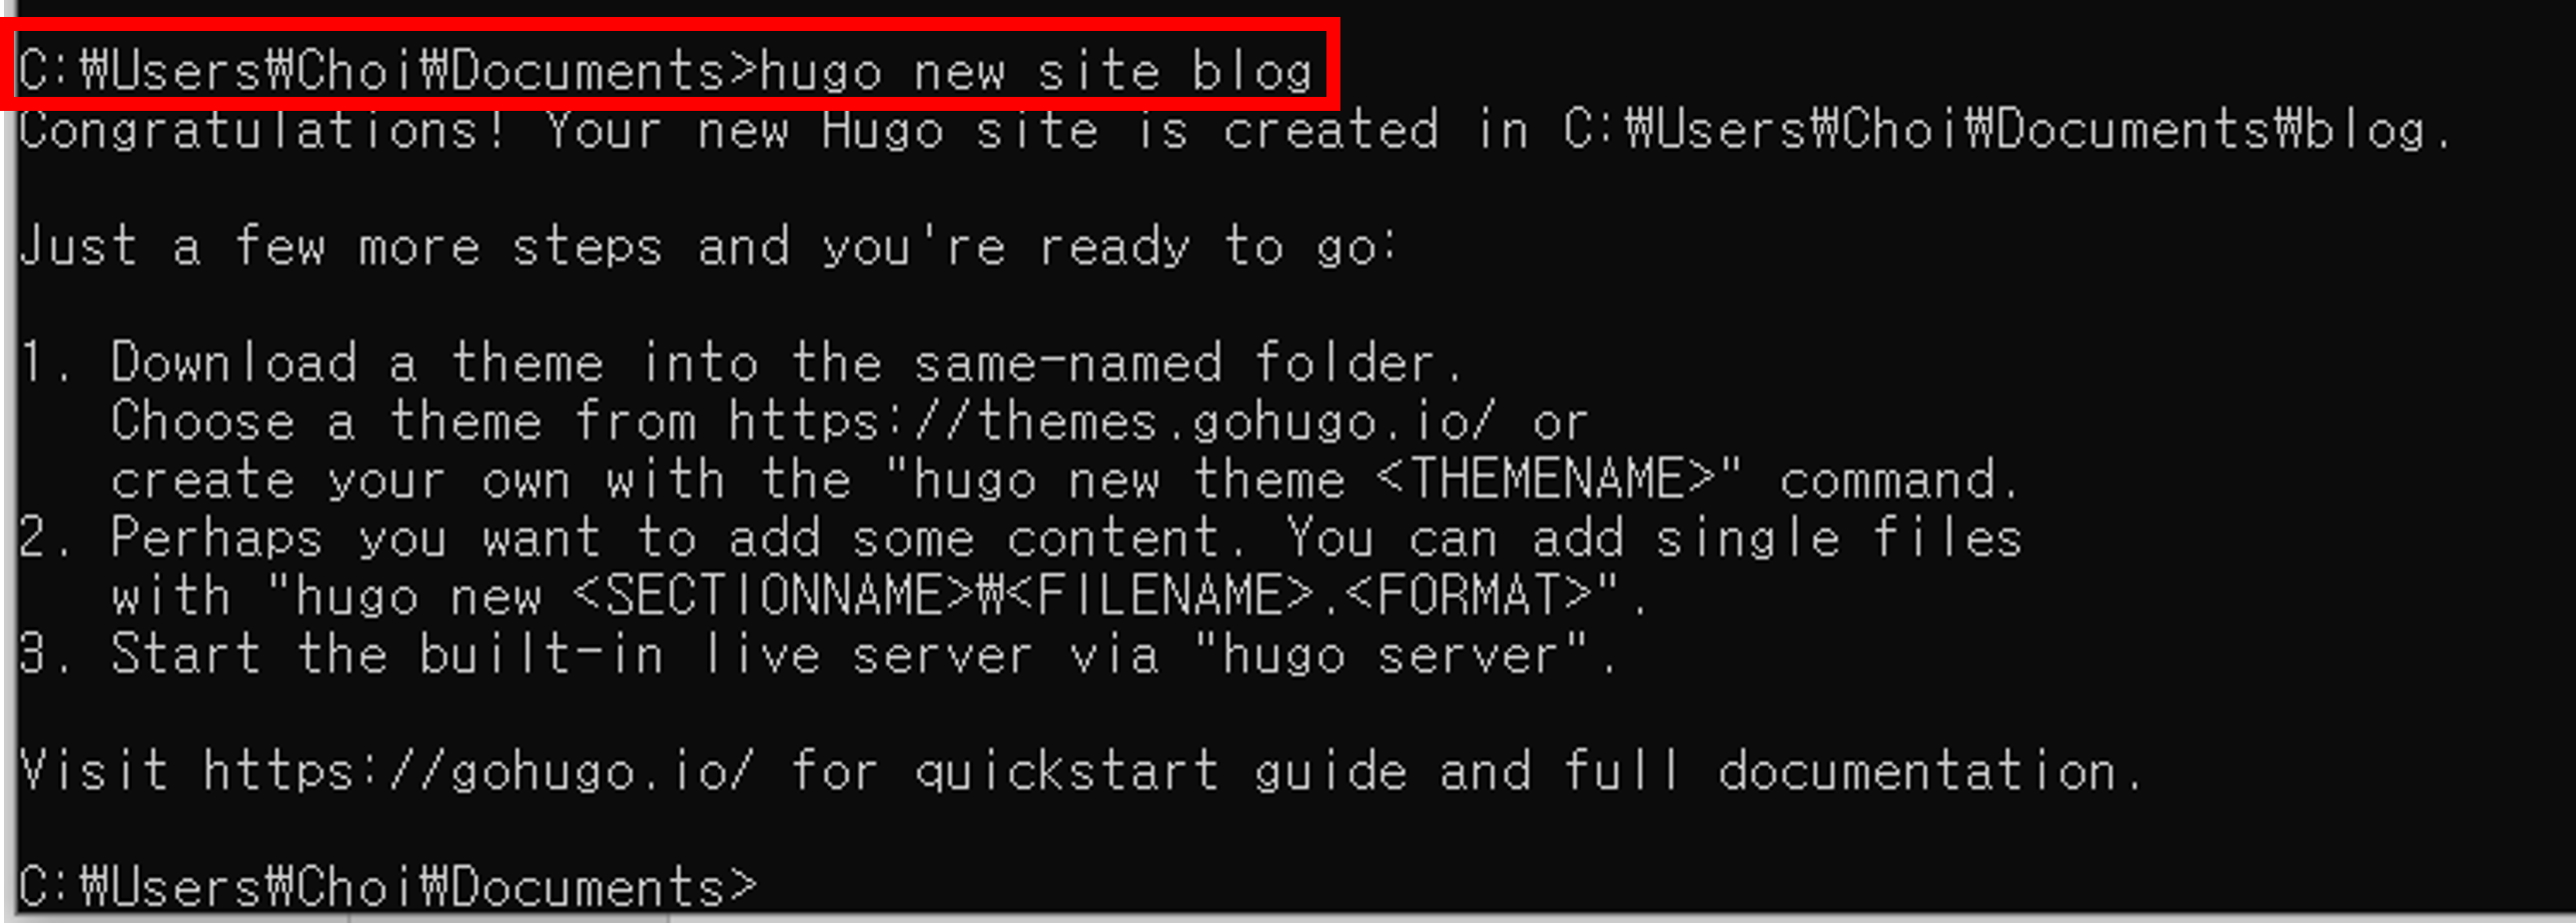 C:₩Users₩Choi₩Documents>hugo new site blog
Congratulations! Your new Hugo site is created in C:₩Users₩Choi₩Documents₩blog.
Just a few more steps and you're ready to go:
1. Download a theme into the same-named folder.
Choose a theme from https://themes.gohugo.io/ or
create your own with the "hugo new theme <THEMENAME>" command.
2. Perhaps you want to add some content. You can add single files
with "hugo new <SECTIONNAME>₩<FILENAME>.<FORMAT>".
3. Start the built-in live server via "hugo server".
Visit https://gohugo.io/ for quickstart guide and full documentation.
C:₩Users₩Choi₩Documents>